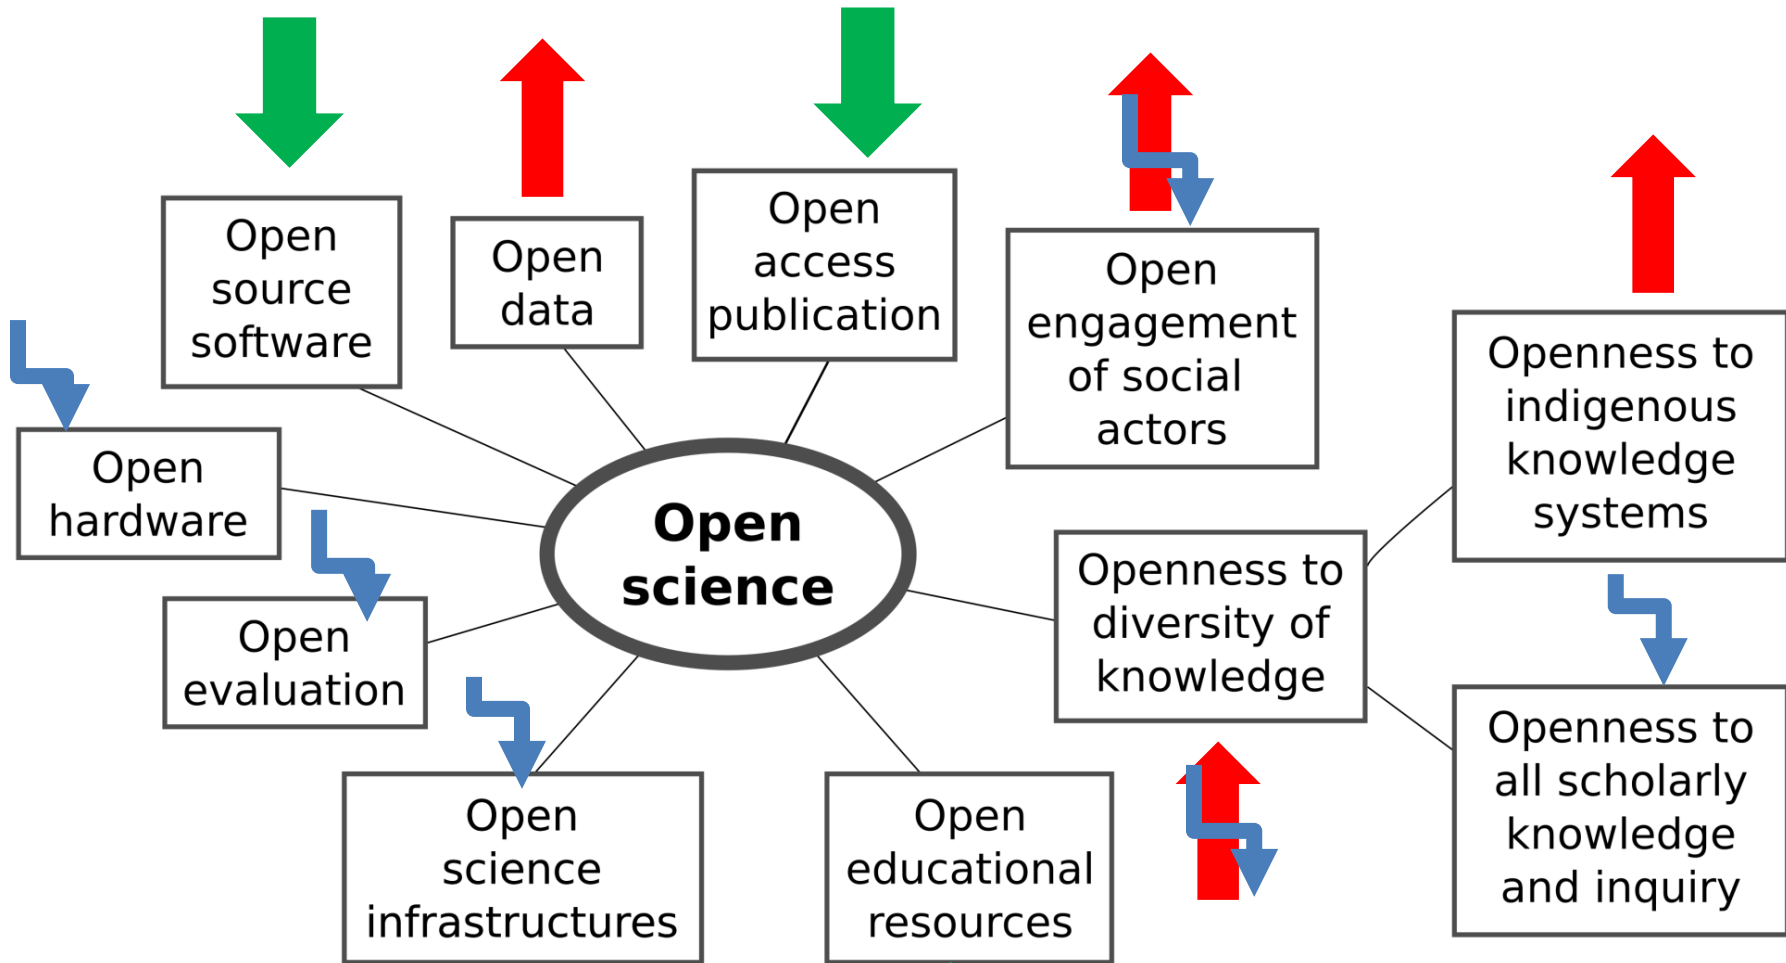 Open
source
software
Open
data
Open
access
publication
Open
engagement
of social
actors
Openness to
indigenous
knowledge
systems
Open
hardware
Open
science
Openness to
diversity of
knowledge
Open
evaluation
Open
science
infrastructures
Open
educational
resources
Openness to
all scholarly
knowledge
and inquiry